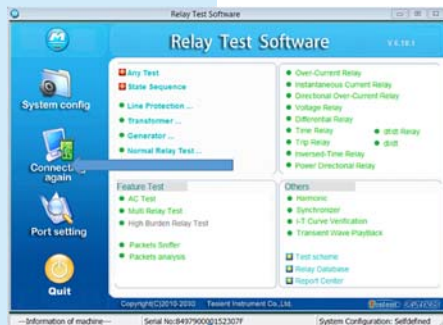 Relay Test Software
Relay Test Software
V 4.10.1
System config
Connecting again
Port setting
Quit
Any Test
State Sequence
Line Protection ...
Transformer ...
Generator ...
Normal Relay Test ...
Over-Current Relay
Instantaneous Current Relay
Directional Over-Current Relay
Voltage Relay
Differential Relay
Time Relay
df/dt Relay
Trip Relay
dv/dt
Inversed-Time Relay
Power Directional Relay
Feature Test
AC Test
Multi Relay Test
High Burden Relay Test
Packets Sniffer
Packets analysis
Others
Harmonic
Synchronizer
I-T Curve Verification
Transient Wave PlayBack
Test scheme
Relay Database
Report Center
Copyright(C)2010-2030 Tesient Instrument Co.,Ltd.
---Information of machine---
Serial No:B49790000152307F
System Configuration: Selfdefined